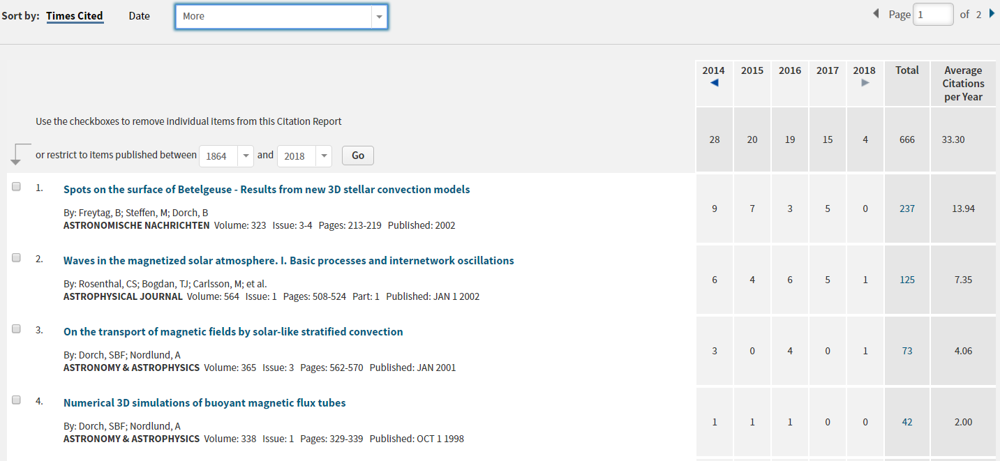 Sort by: Times Cited Date More Page 1 of 2
2014 2015 2016 2017 2018 Total Average Citations per Year
Use the checkboxes to remove individual items from this Citation Report
or restrict to items published between 1864 and 2018 Go
28 20 19 15 4 666 33.30
1. Spots on the surface of Betelgeuse - Results from new 3D stellar convection models
By: Freytag, B; Steffen, M; Dorch, B
ASTRONOMISCHE NACHRICHTEN Volume: 323 Issue: 3-4 Pages: 213-219 Published: 2002
9 7 3 5 0 237 13.94
2. Waves in the magnetized solar atmosphere. I. Basic processes and internetwork oscillations
By: Rosenthal, CS; Bogdan, TJ; Carlsson, M; et al.
ASTROPHYSICAL JOURNAL Volume: 564 Issue: 1 Pages: 508-524 Part: 1 Published: JAN 1 2002
6 4 6 5 1 125 7.35
3. On the transport of magnetic fields by solar-like stratified convection
By: Dorch, SBF; Nordlund, A
ASTRONOMY & ASTROPHYSICS Volume: 365 Issue: 3 Pages: 562-570 Published: JAN 2001
3 0 4 0 1 73 4.06
4. Numerical 3D simulations of buoyant magnetic flux tubes
By: Dorch, SBF; Nordlund, A
ASTRONOMY & ASTROPHYSICS Volume: 338 Issue: 1 Pages: 329-339 Published: OCT 1 1998
1 1 1 0 0 42 2.00